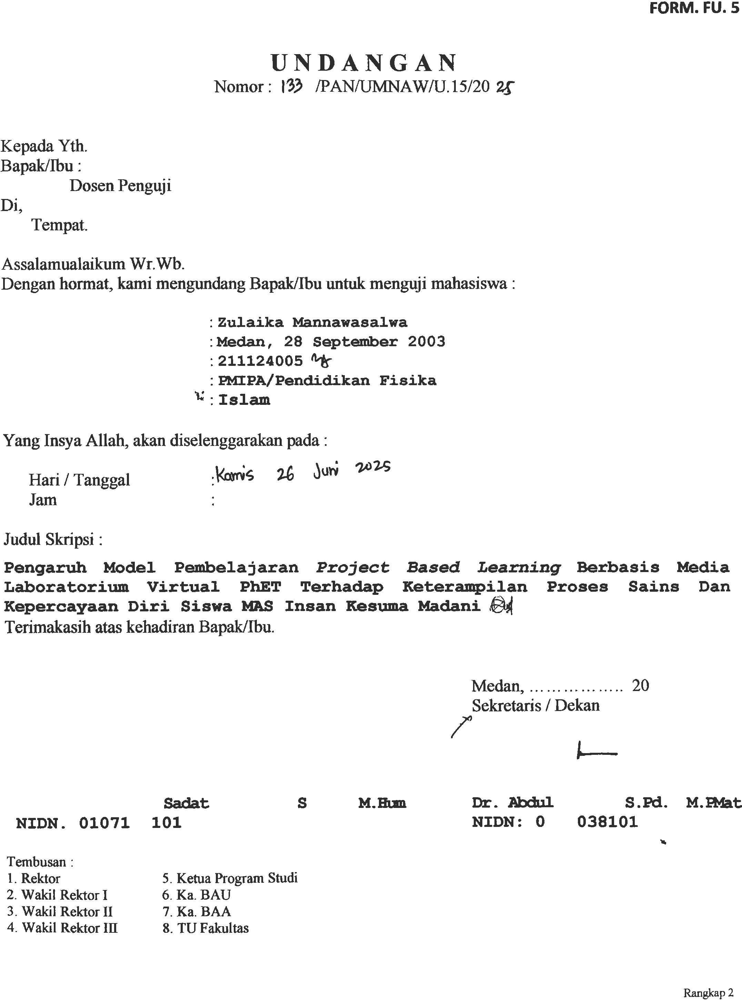 FORM. FU. 5
UNDANGAN
Nomor : 133 /PAN/UMNAW/U.15/20 25
Kepada Yth.
Bapak/Ibu :
Dosen Penguji
Di,
Tempat.
Assalamualaikum Wr.Wb.
Dengan hormat, kami mengundang Bapak/Ibu untuk menguji mahasiswa :
: Zulaika Mannawasalwa
: Medan, 28 September 2003
: 211124005
: PMIPA/Pendidikan Fisika
: Islam
Yang Insya Allah, akan diselenggarakan pada :
Hari / Tanggal : Kamis 26 Juni 2025
Jam :
Judul Skripsi :
Pengaruh Model Pembelajaran Project Based Learning Berbasis Media
Laboratorium Virtual PhET Terhadap Keterampilan Proses Sains Dan
Kepercayaan Diri Siswa MAS Insan Kesuma Madani
Terimakasih atas kehadiran Bapak/Ibu.
Medan, ................. 20
Sekretaris / Dekan
Sadat S M.Hum Dr. Abdul S.Pd. M.PMat
NIDN. 01071 101 NIDN: 0 038101
Tembusan :
1. Rektor 5. Ketua Program Studi
2. Wakil Rektor I 6. Ka. BAU
3. Wakil Rektor II 7. Ka. BAA
4. Wakil Rektor III 8. TU Fakultas
Rangkap 2